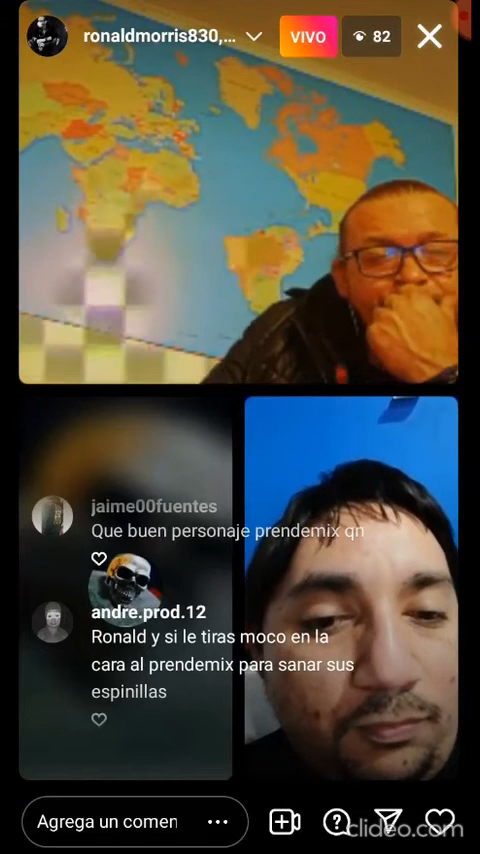 ronaldmorris830,...
VIVO
82
jaime00fuentes
Que buen personaje prendemix qn
andre.prod.12
Ronald y si le tiras moco en la
cara al prendemix para sanar sus
espinillas
Agrega un comen
clideo.com